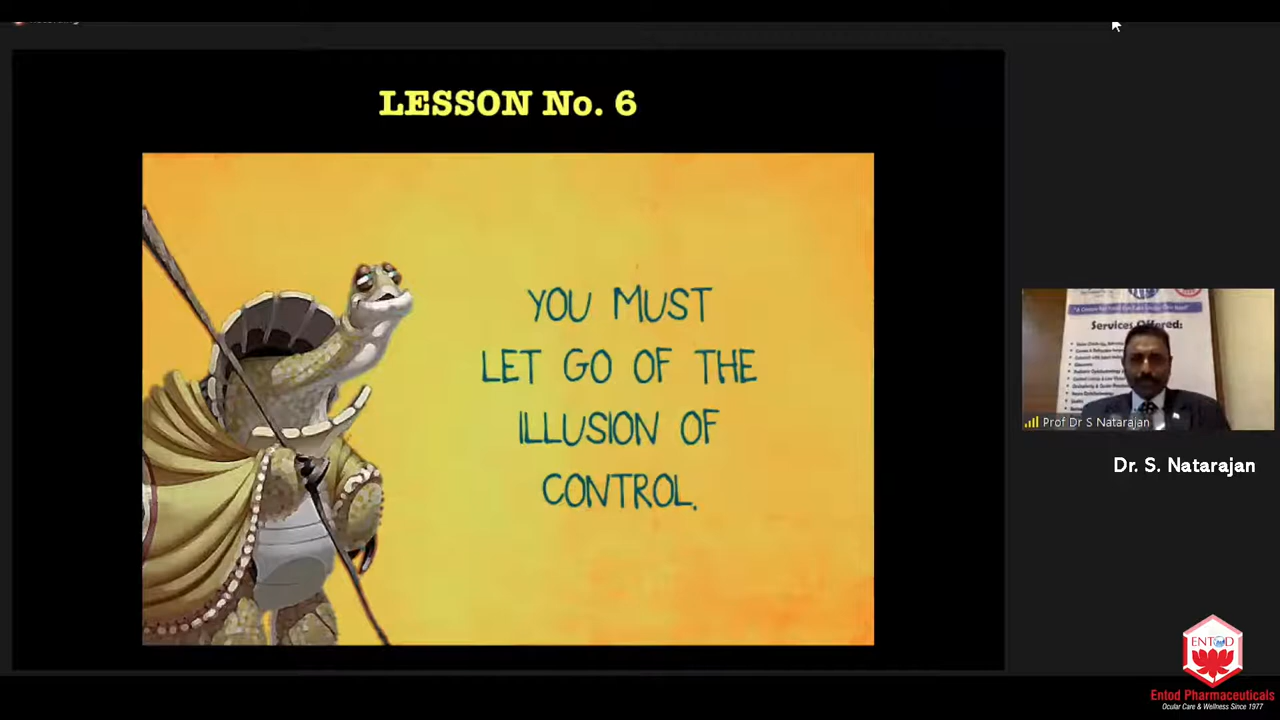 LESSON No. 6
YOU MUST
LET GO OF THE
ILLUSION OF
CONTROL.
Services Offered:
Prof Dr S Natarajan
Dr. S. Natarajan
ENTOD
Entod Pharmaceuticals
Ocular Care & Wellness Since 1977